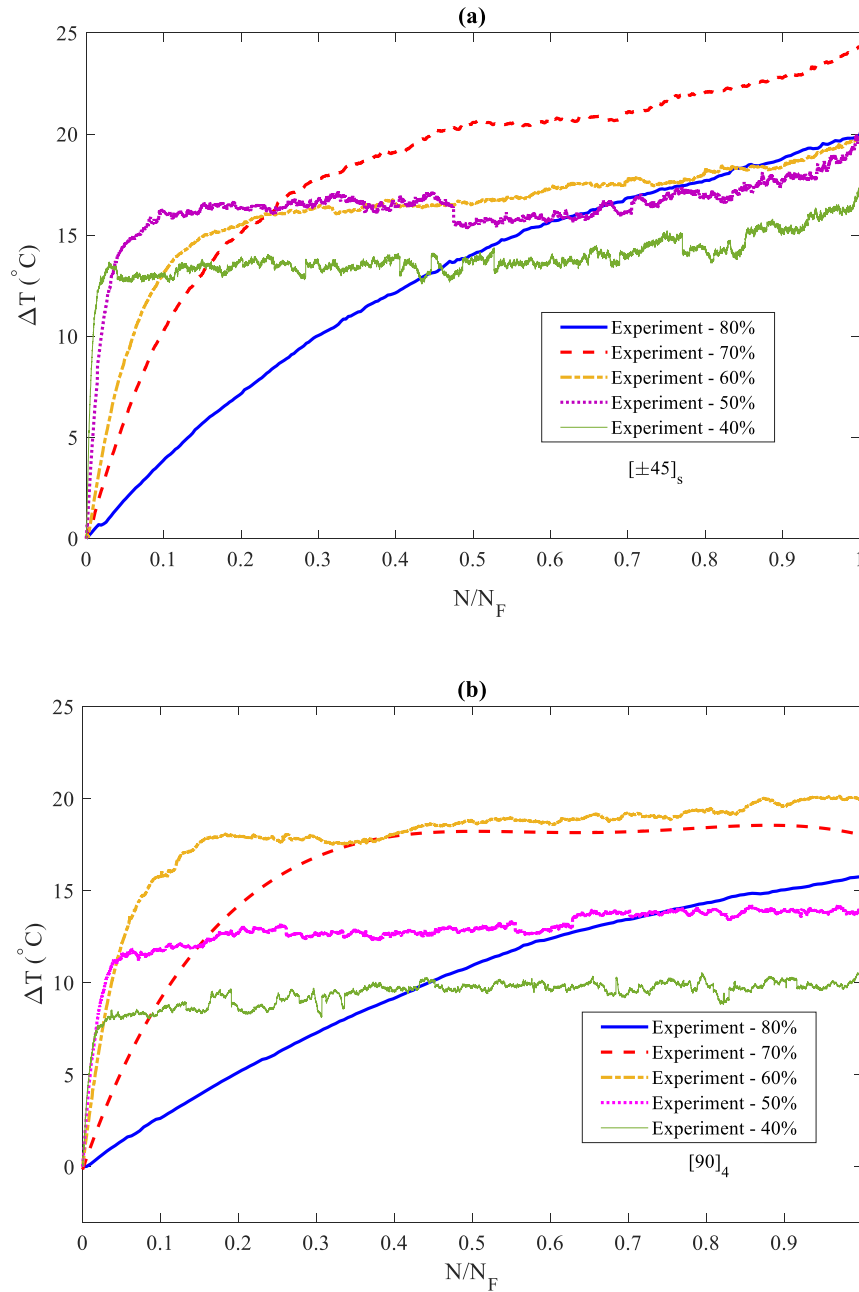 (a)
25
20
15
10
5
0
ΔT (°C)
Experiment - 80%
Experiment - 70%
Experiment - 60%
Experiment - 50%
Experiment - 40%
[±45]s
0 0.1 0.2 0.3 0.4 0.5 0.6 0.7 0.8 0.9 1
N/NF
(b)
25
20
15
10
5
0
ΔT (°C)
Experiment - 80%
Experiment - 70%
Experiment - 60%
Experiment - 50%
Experiment - 40%
[90]4
0 0.1 0.2 0.3 0.4 0.5 0.6 0.7 0.8 0.9
N/NF